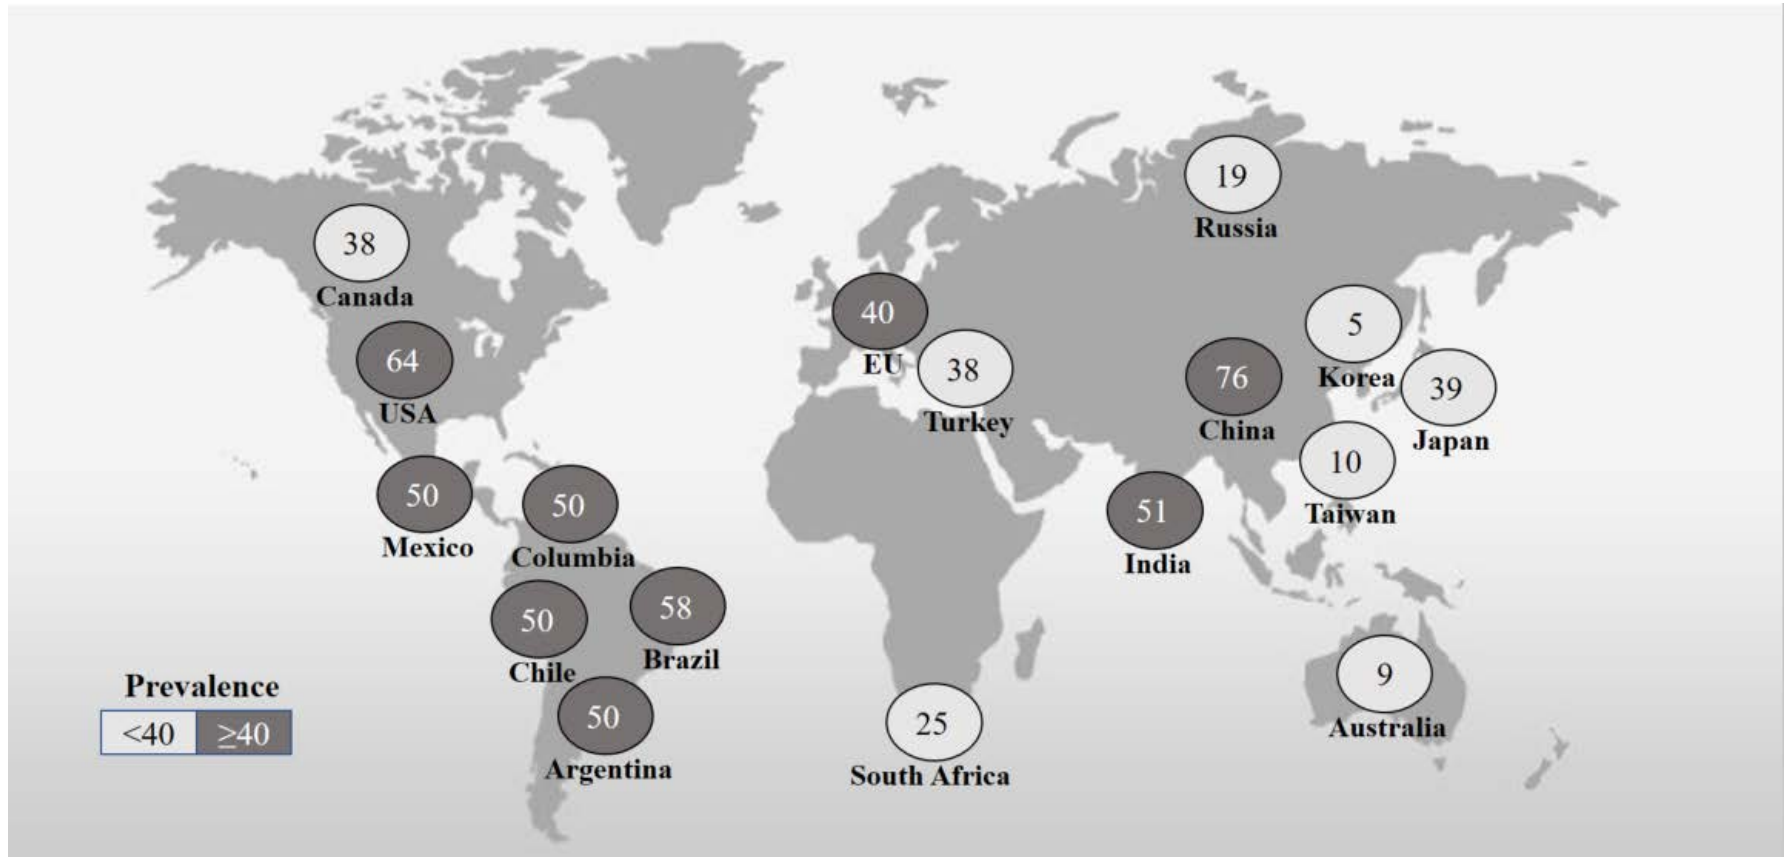 19
Russia
38
Canada
40
EU
5
Korea
64
USA
38
Turkey
76
China
39
Japan
50
Mexico
50
Columbia
51
India
10
Taiwan
50
Chile
58
Brazil
9
Australia
50
Argentina
25
South Africa
Prevalence
<40 ≥40